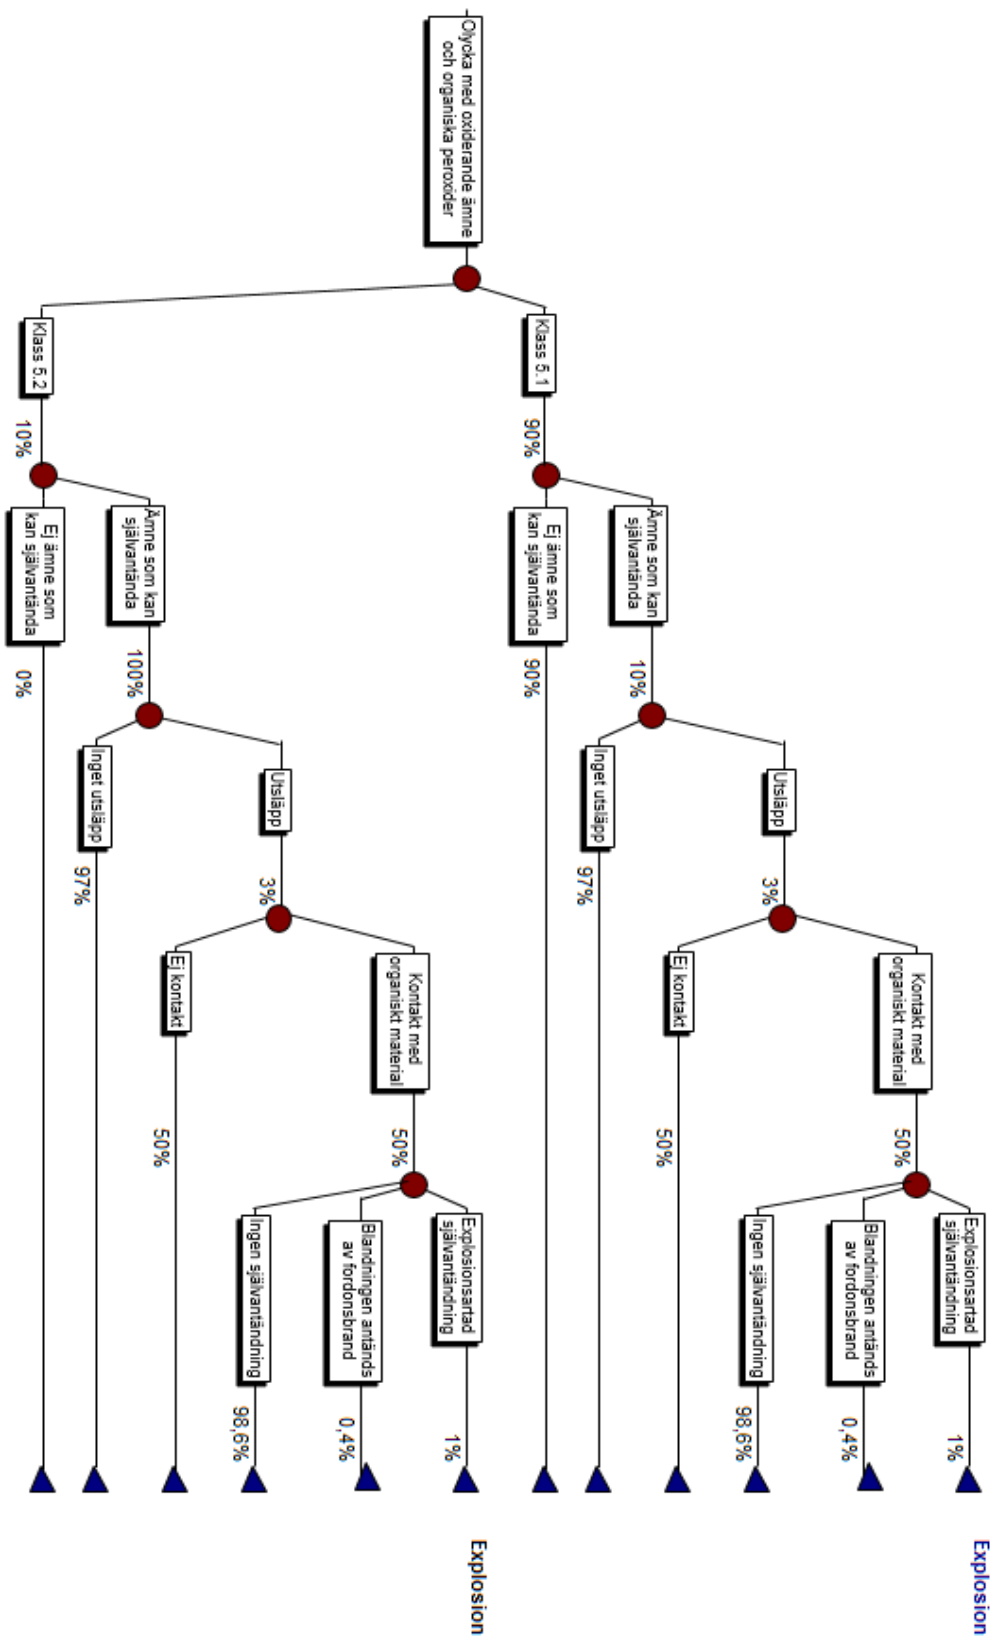 Olycka med oxiderande ämne
och organiska peroxider
Klass 5.1
90%
Ämne som kan
självantända
10%
Utsläpp
3%
Kontakt med
organiskt material
50%
Explosionsartad
självantändning
1%
Explosion
Blandningen antänds
av fordonsbrand
0,4%
Ingen självantändning
98,6%
Ej kontakt
50%
Inget utsläpp
97%
Ej ämne som
kan självantända
90%
Klass 5.2
10%
Ämne som kan
självantända
100%
Utsläpp
3%
Kontakt med
organiskt material
50%
Explosionsartad
självantändning
1%
Explosion
Blandningen antänds
av fordonsbrand
0,4%
Ingen självantändning
98,6%
Ej kontakt
50%
Inget utsläpp
97%
Ej ämne som
kan självantända
0%